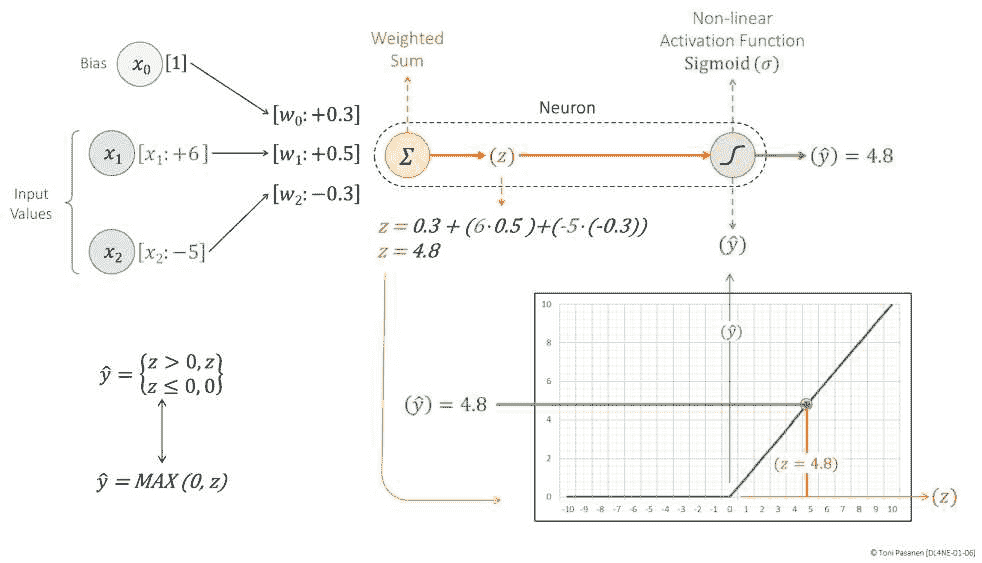 Weighted
Sum
Non-linear
Activation Function
Sigmoid (σ)
Bias x₀ [1]
Neuron
[w₀: +0.3]
x₁ [x₁: +6]
[w₁: +0.5]
Σ (z) (ŷ) = 4.8
Input
Values
[w₂: −0.3]
x₂ [x₂: −5]
z = 0.3 + (6·0.5 )+(-5·(-0.3))
z = 4.8
(ŷ)
(ŷ)
10
8
6
4
2
0
(ŷ) = 4.8
(z = 4.8)
-10 -9 -8 -7 -6 -5 -4 -3 -2 -1 0 1 2 3 4 5 6 7 8 9 10
(z)
ŷ = {z > 0, z}
{z ≤ 0, 0}
ŷ = MAX (0, z)
© Toni Pasanen [DL4NE-01-06]